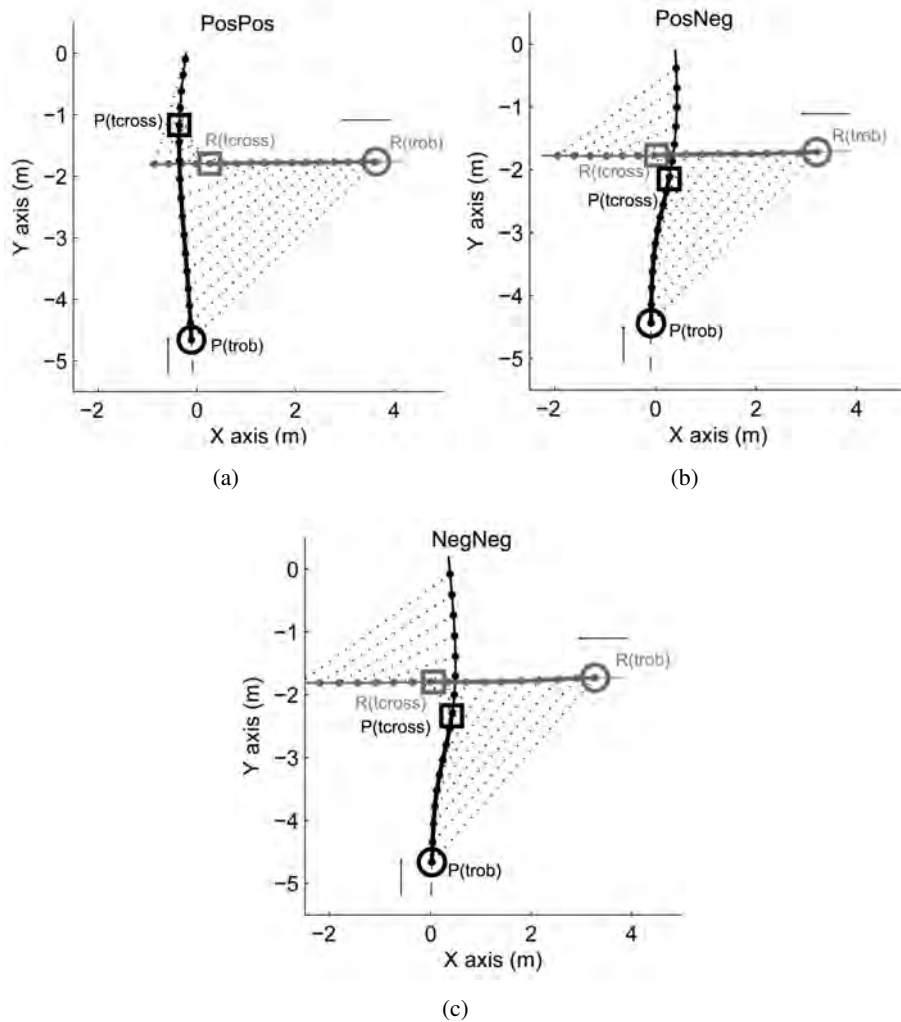 PosPos
0
−1
−2
−3
−4
−5
Y axis (m)
P(tcross)
R(tcross)
R(trob)
P(trob)
−2 0 2 4
X axis (m)
(a)
PosNeg
0
−1
−2
−3
−4
−5
Y axis (m)
R(tcross)
P(tcross)
R(trob)
P(trob)
−2 0 2 4
X axis (m)
(b)
NegNeg
0
−1
−2
−3
−4
−5
Y axis (m)
R(trob)
R(tcross)
P(tcross)
P(trob)
−2 0 2 4
X axis (m)
(c)